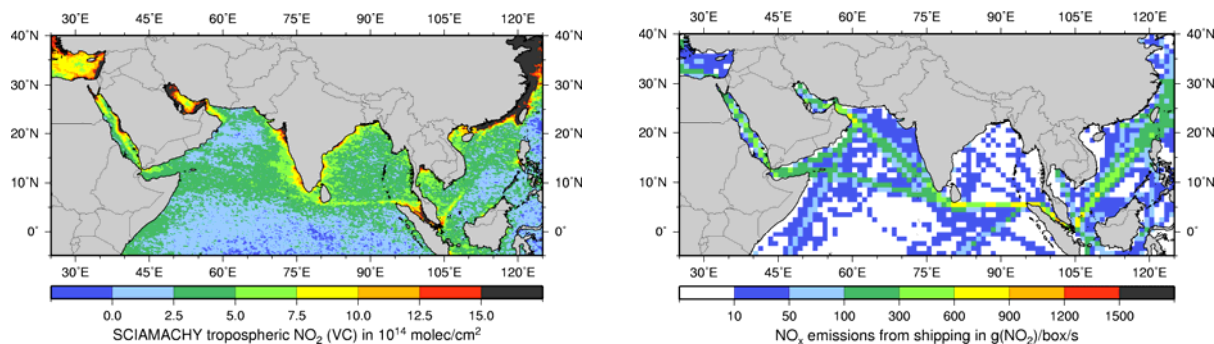 30˚E 45˚E 60˚E 75˚E 90˚E 105˚E 120˚E
40˚N 40˚N
30˚N 30˚N
20˚N 20˚N
10˚N 10˚N
0˚ 0˚
30˚E 45˚E 60˚E 75˚E 90˚E 105˚E 120˚E
0.0 2.5 5.0 7.5 10.0 12.5 15.0
SCIAMACHY tropospheric NO₂ (VC) in 10¹⁴ molec/cm²
30˚E 45˚E 60˚E 75˚E 90˚E 105˚E 120˚E
40˚N 40˚N
30˚N 30˚N
20˚N 20˚N
10˚N 10˚N
0˚ 0˚
30˚E 45˚E 60˚E 75˚E 90˚E 105˚E 120˚E
10 50 100 300 600 900 1200 1500
NOₓ emissions from shipping in g(NO₂)/box/s